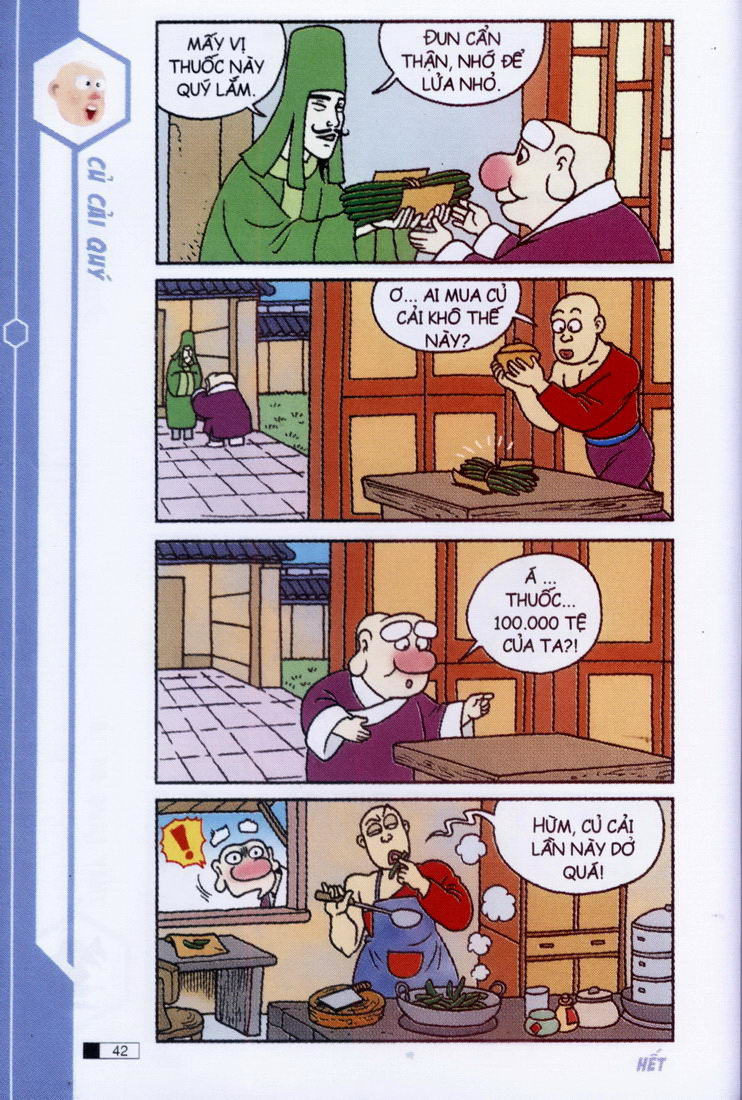 CỦ CẢI QUÝ
MẤY VỊ
THUỐC NÀY
QUÝ LẮM.
ĐUN CẨN
THẬN, NHỚ ĐỂ
LỬA NHỎ.
Ơ... AI MUA CỦ
CẢI KHÔ THẾ
NÀY?
Á ...
THUỐC...
100.000 TỆ
CỦA TA?!
!
HỪM, CỦ CẢI
LẦN NÀY DỞ
QUÁ!
42
HẾT